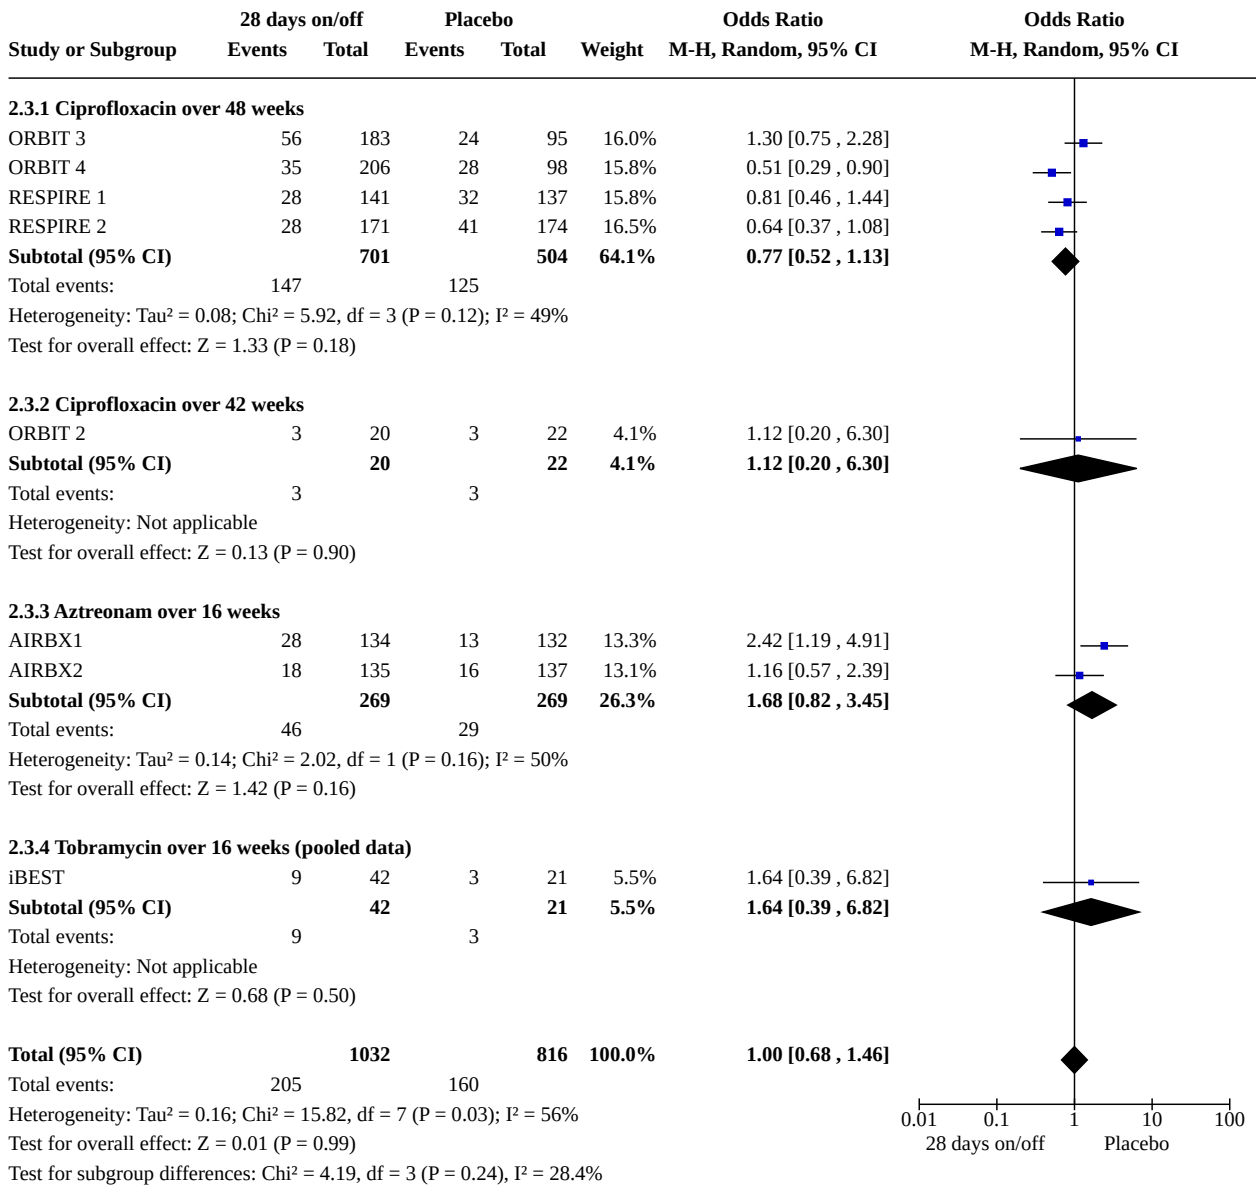 28 days on/off Placebo Odds Ratio Odds Ratio
Study or Subgroup Events Total Events Total Weight M-H, Random, 95% CI M-H, Random, 95% CI
2.3.1 Ciprofloxacin over 48 weeks
ORBIT 3 56 183 24 95 16.0% 1.30 [0.75 , 2.28]
ORBIT 4 35 206 28 98 15.8% 0.51 [0.29 , 0.90]
RESPIRE 1 28 141 32 137 15.8% 0.81 [0.46 , 1.44]
RESPIRE 2 28 171 41 174 16.5% 0.64 [0.37 , 1.08]
Subtotal (95% CI) 701 504 64.1% 0.77 [0.52 , 1.13]
Total events: 147 125
Heterogeneity: Tau² = 0.08; Chi² = 5.92, df = 3 (P = 0.12); I² = 49%
Test for overall effect: Z = 1.33 (P = 0.18)
2.3.2 Ciprofloxacin over 42 weeks
ORBIT 2 3 20 3 22 4.1% 1.12 [0.20 , 6.30]
Subtotal (95% CI) 20 22 4.1% 1.12 [0.20 , 6.30]
Total events: 3 3
Heterogeneity: Not applicable
Test for overall effect: Z = 0.13 (P = 0.90)
2.3.3 Aztreonam over 16 weeks
AIRBX1 28 134 13 132 13.3% 2.42 [1.19 , 4.91]
AIRBX2 18 135 16 137 13.1% 1.16 [0.57 , 2.39]
Subtotal (95% CI) 269 269 26.3% 1.68 [0.82 , 3.45]
Total events: 46 29
Heterogeneity: Tau² = 0.14; Chi² = 2.02, df = 1 (P = 0.16); I² = 50%
Test for overall effect: Z = 1.42 (P = 0.16)
2.3.4 Tobramycin over 16 weeks (pooled data)
iBEST 9 42 3 21 5.5% 1.64 [0.39 , 6.82]
Subtotal (95% CI) 42 21 5.5% 1.64 [0.39 , 6.82]
Total events: 9 3
Heterogeneity: Not applicable
Test for overall effect: Z = 0.68 (P = 0.50)
Total (95% CI) 1032 816 100.0% 1.00 [0.68 , 1.46]
Total events: 205 160
Heterogeneity: Tau² = 0.16; Chi² = 15.82, df = 7 (P = 0.03); I² = 56%
Test for overall effect: Z = 0.01 (P = 0.99)
Test for subgroup differences: Chi² = 4.19, df = 3 (P = 0.24), I² = 28.4%
0.01 0.1 1 10 100
28 days on/off Placebo